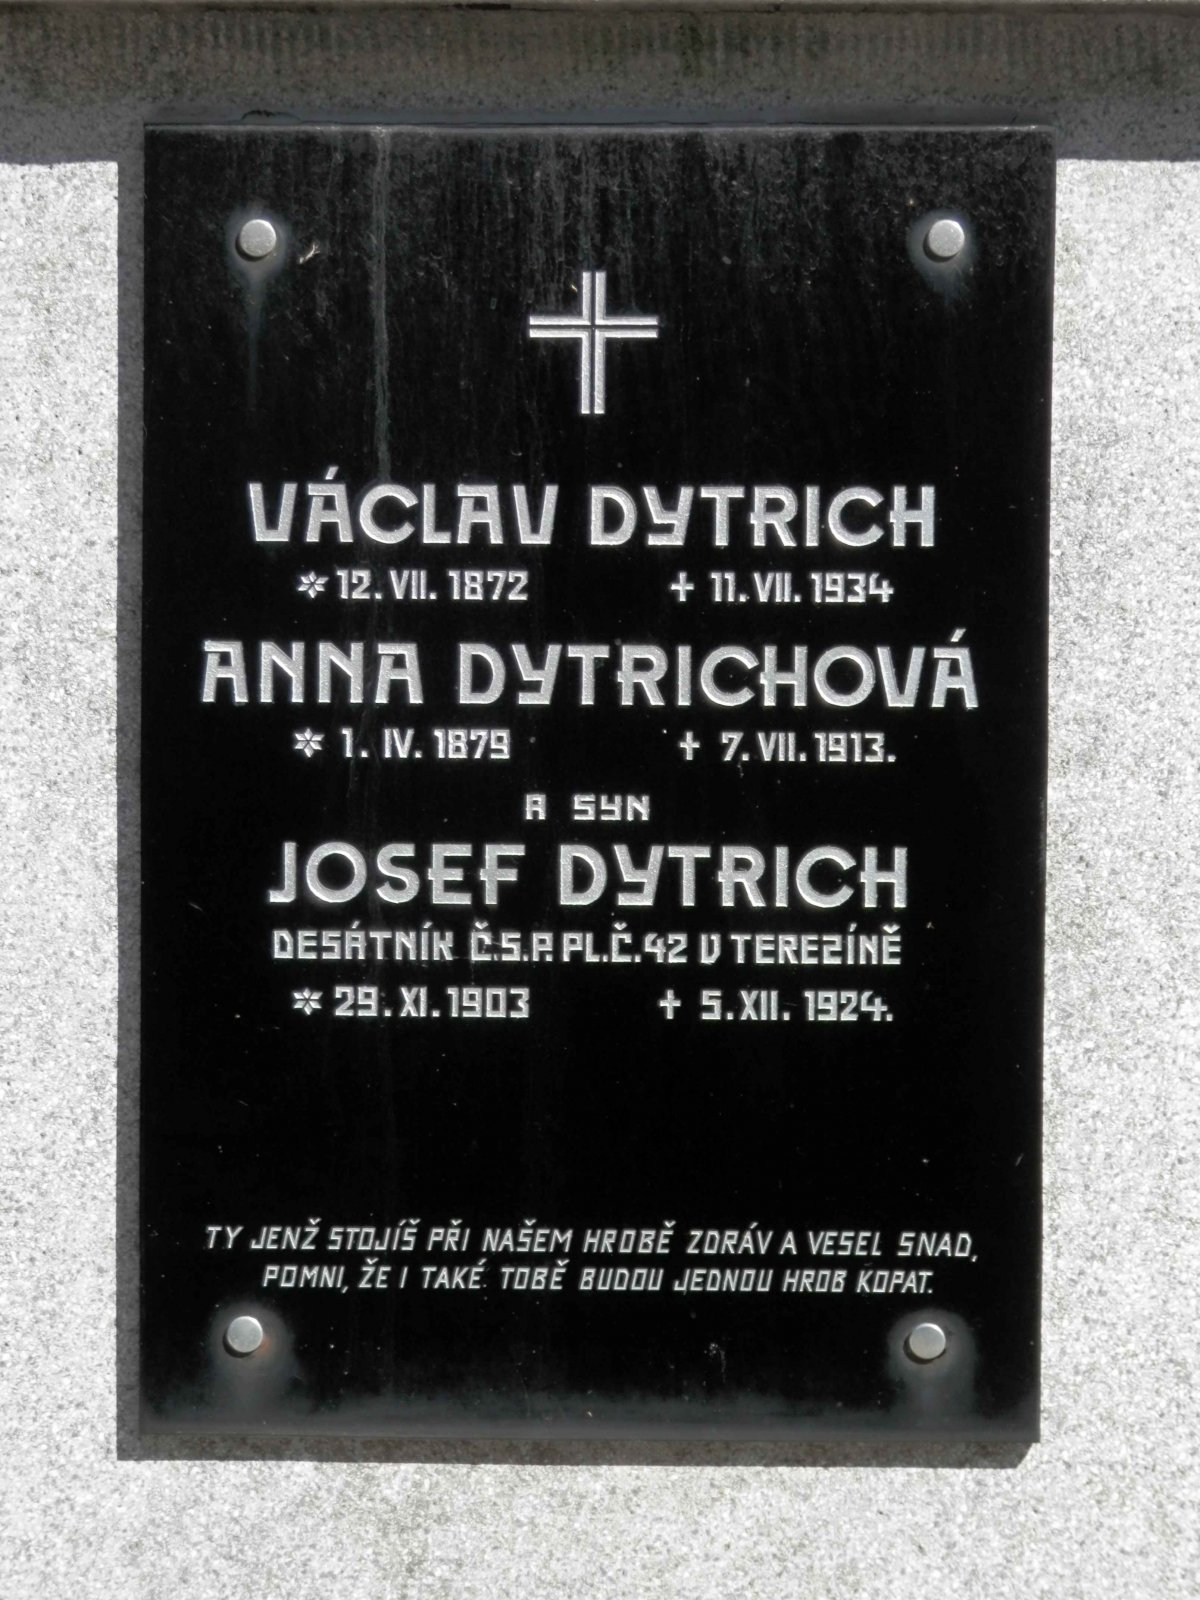 VÁCLAV DYTRICH
* 12. VII. 1872 + 11. VII. 1934
ANNA DYTRICHOVÁ
* 1. IV. 1879 + 7. VII. 1913.
A SYN
JOSEF DYTRICH
DESÁTNÍK Č.S.P. PL.Č.42 V TEREZÍNĚ
* 29. XI. 1903 + 5. XII. 1924.
TY JENŽ STOJÍŠ PŘI NAŠEM HROBĚ ZDRÁV A VESEL SNAD,
POMNI, ŽE I TAKÉ TOBĚ BUDOU JEDNOU HROB KOPAT.